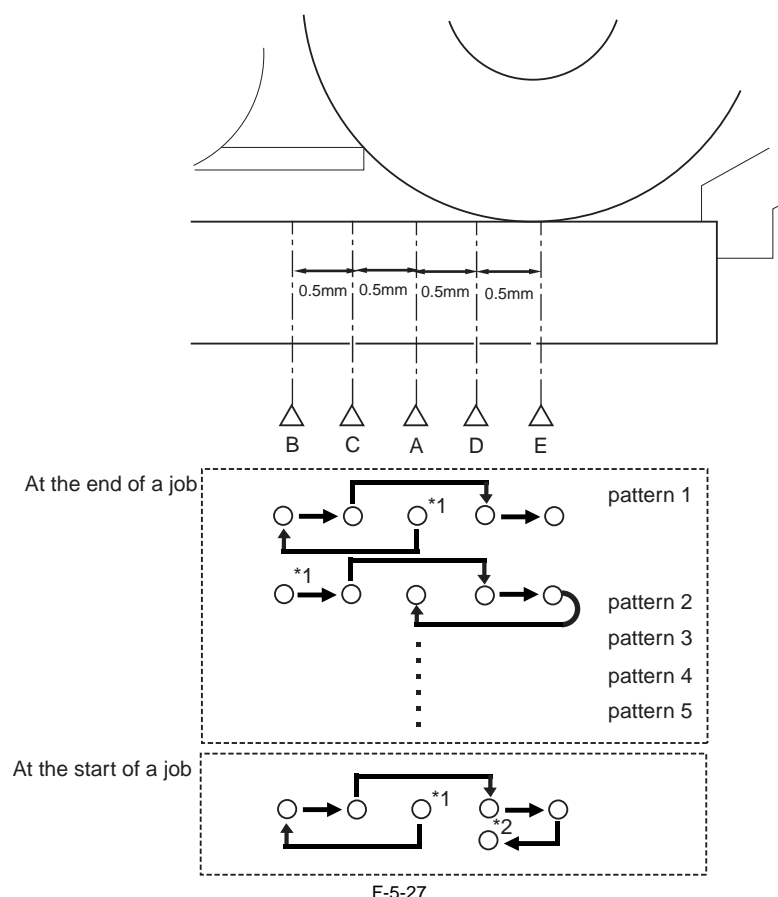 0.5mm 0.5mm 0.5mm 0.5mm
B C A D E
At the end of a job
*1
pattern 1
*1
pattern 2
pattern 3
pattern 4
pattern 5
At the start of a job
*1
*2
F-5-27